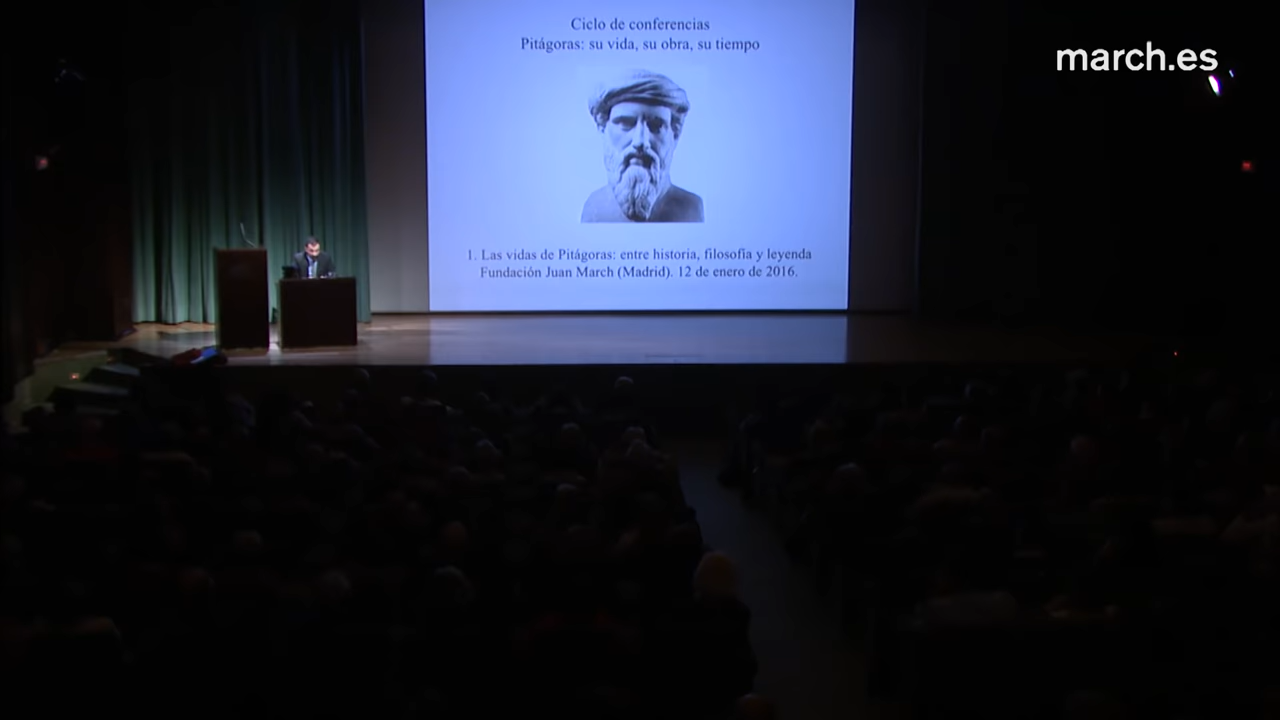 Ciclo de conferencias
Pitágoras: su vida, su obra, su tiempo
march.es
1. Las vidas de Pitágoras: entre historia, filosofía y leyenda
Fundación Juan March (Madrid). 12 de enero de 2016.